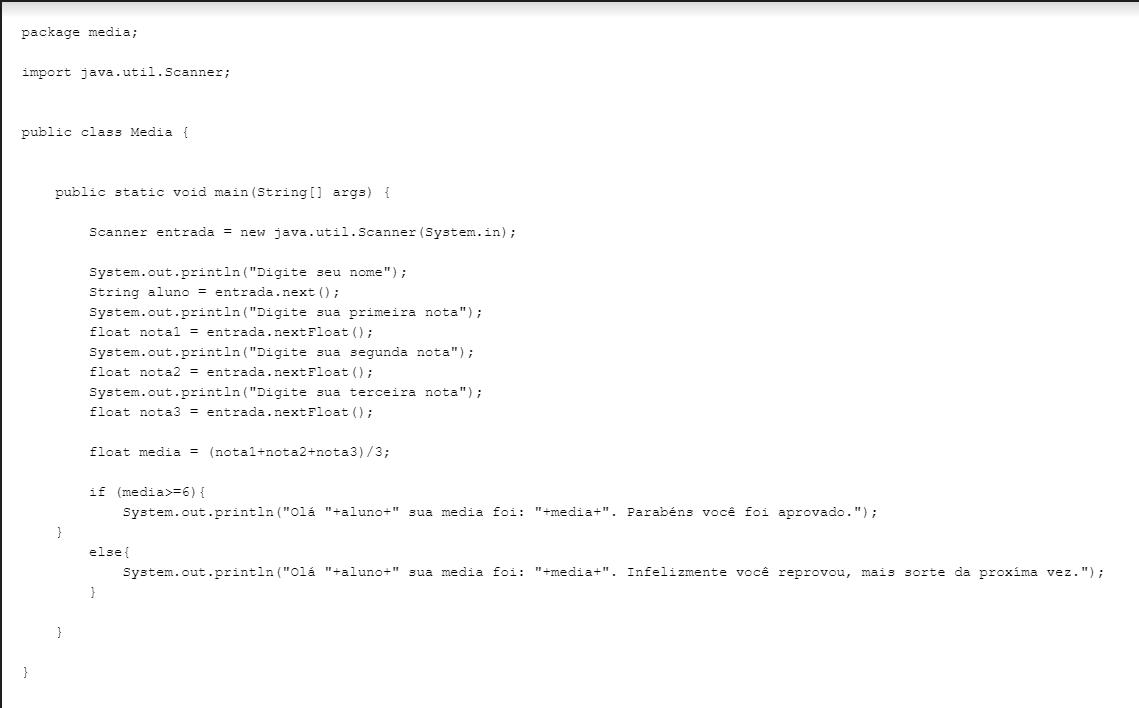 package media;
import java.util.Scanner;
public class Media {
public static void main(String[] args) {
Scanner entrada = new java.util.Scanner(System.in);
System.out.println("Digite seu nome");
String aluno = entrada.next();
System.out.println("Digite sua primeira nota");
float nota1 = entrada.nextFloat();
System.out.println("Digite sua segunda nota");
float nota2 = entrada.nextFloat();
System.out.println("Digite sua terceira nota");
float nota3 = entrada.nextFloat();
float media = (nota1+nota2+nota3)/3;
if (media>=6){
System.out.println("Olá "+aluno+" sua media foi: "+media+". Parabéns você foi aprovado.");
}
else{
System.out.println("Olá "+aluno+" sua media foi: "+media+". Infelizmente você reprovou, mais sorte da proxíma vez.");
}
}
}